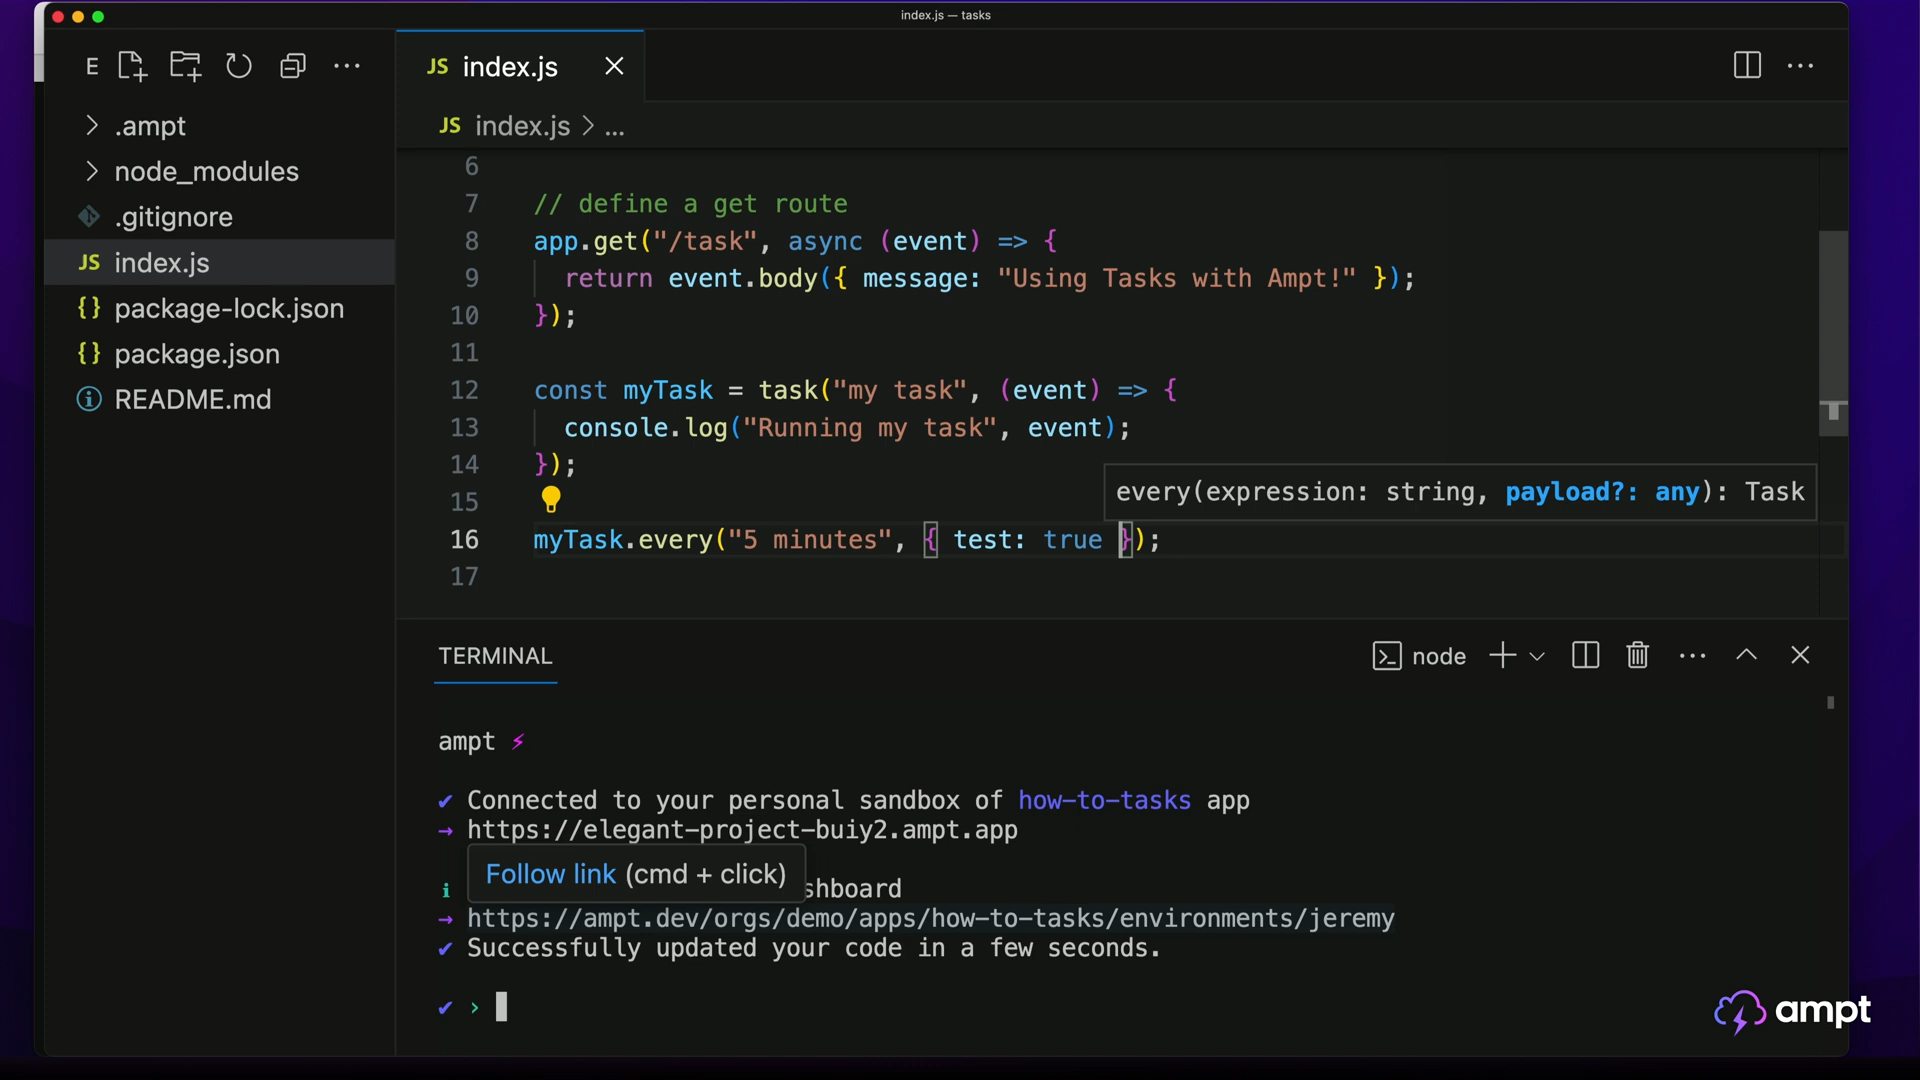 index.js — tasks
E
JS index.js
.ampt
node_modules
.gitignore
JS index.js
{} package-lock.json
{} package.json
README.md
JS index.js > ...
6
7 // define a get route
8 app.get("/task", async (event) => {
9 return event.body({ message: "Using Tasks with Ampt!" });
10 });
11
12 const myTask = task("my task", (event) => {
13 console.log("Running my task", event);
14 });
15
every(expression: string, payload?: any): Task
16 myTask.every("5 minutes", { test: true });
17
TERMINAL
node
ampt ⚡
✔ Connected to your personal sandbox of how-to-tasks app
→ https://elegant-project-buiy2.ampt.app
Follow link (cmd + click)
i shboard
→ https://ampt.dev/orgs/demo/apps/how-to-tasks/environments/jeremy
✔ Successfully updated your code in a few seconds.
✔ ›
ampt